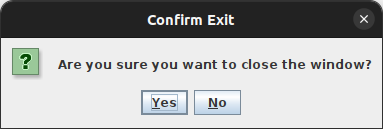 Confirm Exit
Are you sure you want to close the window?
Yes No